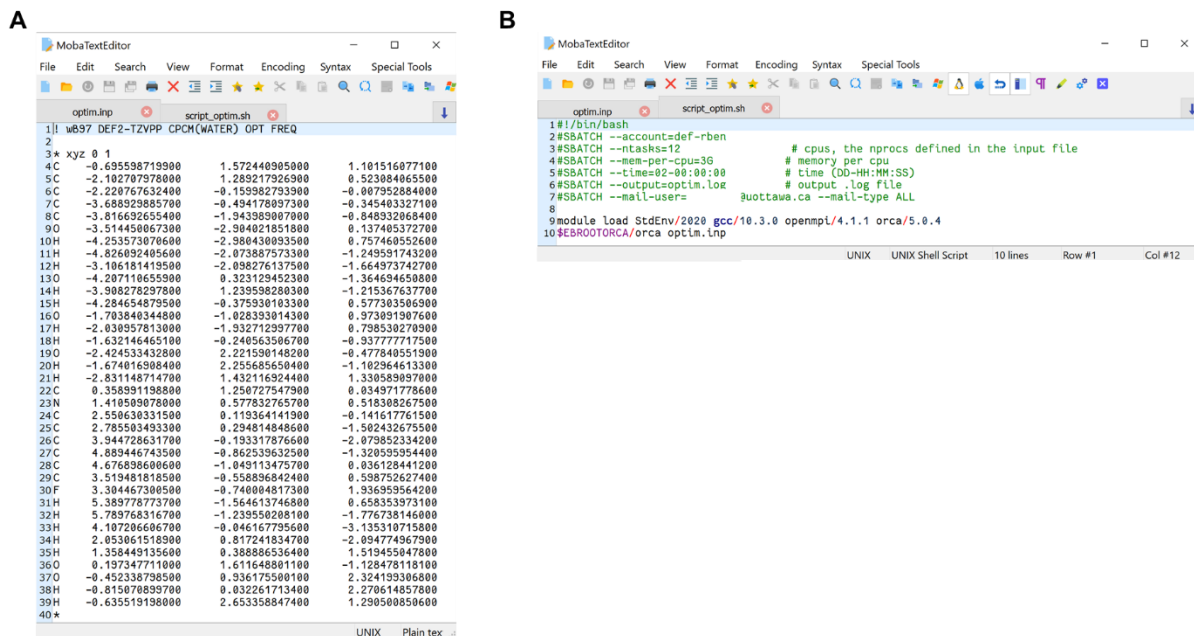 A
MobaTextEditor
File Edit Search View Format Encoding Syntax Special Tools
optim.inp script_optim.sh
1 ! wB97 DEF2-TZVPP CPCM(WATER) OPT FREQ
2
3 * xyz 0 1
4 C -0.695598719900 1.572440905000 1.101516077100
5 C -2.102707978000 1.289217926900 0.523084065500
6 C -2.220767632400 -0.159982793900 -0.007952884000
7 C -3.688929885700 -0.494178097300 -0.345403327100
8 C -3.816692655400 -1.943989007000 -0.848932068400
9 O -3.514450067300 -2.904021851800 0.137405372700
10 H -4.253573070600 -2.980430093500 0.757460552600
11 H -4.826092405600 -2.073887573300 -1.249591743200
12 H -3.106181419500 -2.098276137500 -1.664973742700
13 O -4.207110655900 0.323129452300 -1.364694650800
14 H -3.908278297800 1.239598280300 -1.215367637700
15 H -4.284654879500 -0.375930103300 0.577303506900
16 O -1.703840344800 -1.028393014300 0.973091907600
17 H -2.030957813000 -1.932712997700 0.798530270900
18 H -1.632146465100 -0.240563506700 -0.937777717500
19 O -2.424533432800 2.221590148200 -0.477840551900
20 H -1.674016908400 2.255685650400 -1.102964613300
21 H -2.831148714700 1.432116924400 1.330589097000
22 C 0.358991198800 1.250727547900 0.034971778600
23 N 1.410509078000 0.577832765700 0.518308267500
24 C 2.550630331500 0.119364141900 -0.141617761500
25 C 2.785503493300 0.294814848600 -1.502432675500
26 C 3.944728631700 -0.193317876600 -2.079852334200
27 C 4.889446743500 -0.862539632500 -1.320595954400
28 C 4.676898600600 -1.049113475700 0.036128441200
29 C 3.519481818500 -0.558896842400 0.598752627400
30 F 3.304467300500 -0.740004817300 1.936959564200
31 H 5.389778773700 -1.564613746800 0.658353973100
32 H 5.789768316700 -1.239550208100 -1.776738146000
33 H 4.107206606700 -0.046167795600 -3.135310715800
34 H 2.053061518900 0.817241834700 -2.094774967900
35 H 1.358449135600 0.388886536400 1.519455047800
36 O 0.197347711000 1.611648801100 -1.128478118100
37 O -0.452338798500 0.936175500100 2.324199306800
38 H -0.815070899700 0.032261713400 2.270614857800
39 H -0.635519198000 2.653358847400 1.290500850600
40 *
UNIX Plain tex
B
MobaTextEditor
File Edit Search View Format Encoding Syntax Special Tools
optim.inp script_optim.sh
1 #!/bin/bash
2 #SBATCH --account=def-rben
3 #SBATCH --ntasks=12 # cpus, the nprocs defined in the input file
4 #SBATCH --mem-per-cpu=3G # memory per cpu
5 #SBATCH --time=02-00:00:00 # time (DD-HH:MM:SS)
6 #SBATCH --output=optim.log # output .log file
7 #SBATCH --mail-user= @uottawa.ca --mail-type ALL
8
9 module load StdEnv/2020 gcc/10.3.0 openmpi/4.1.1 orca/5.0.4
10 $EBROOTORCA/orca optim.inp
UNIX UNIX Shell Script 10 lines Row #1 Col #12